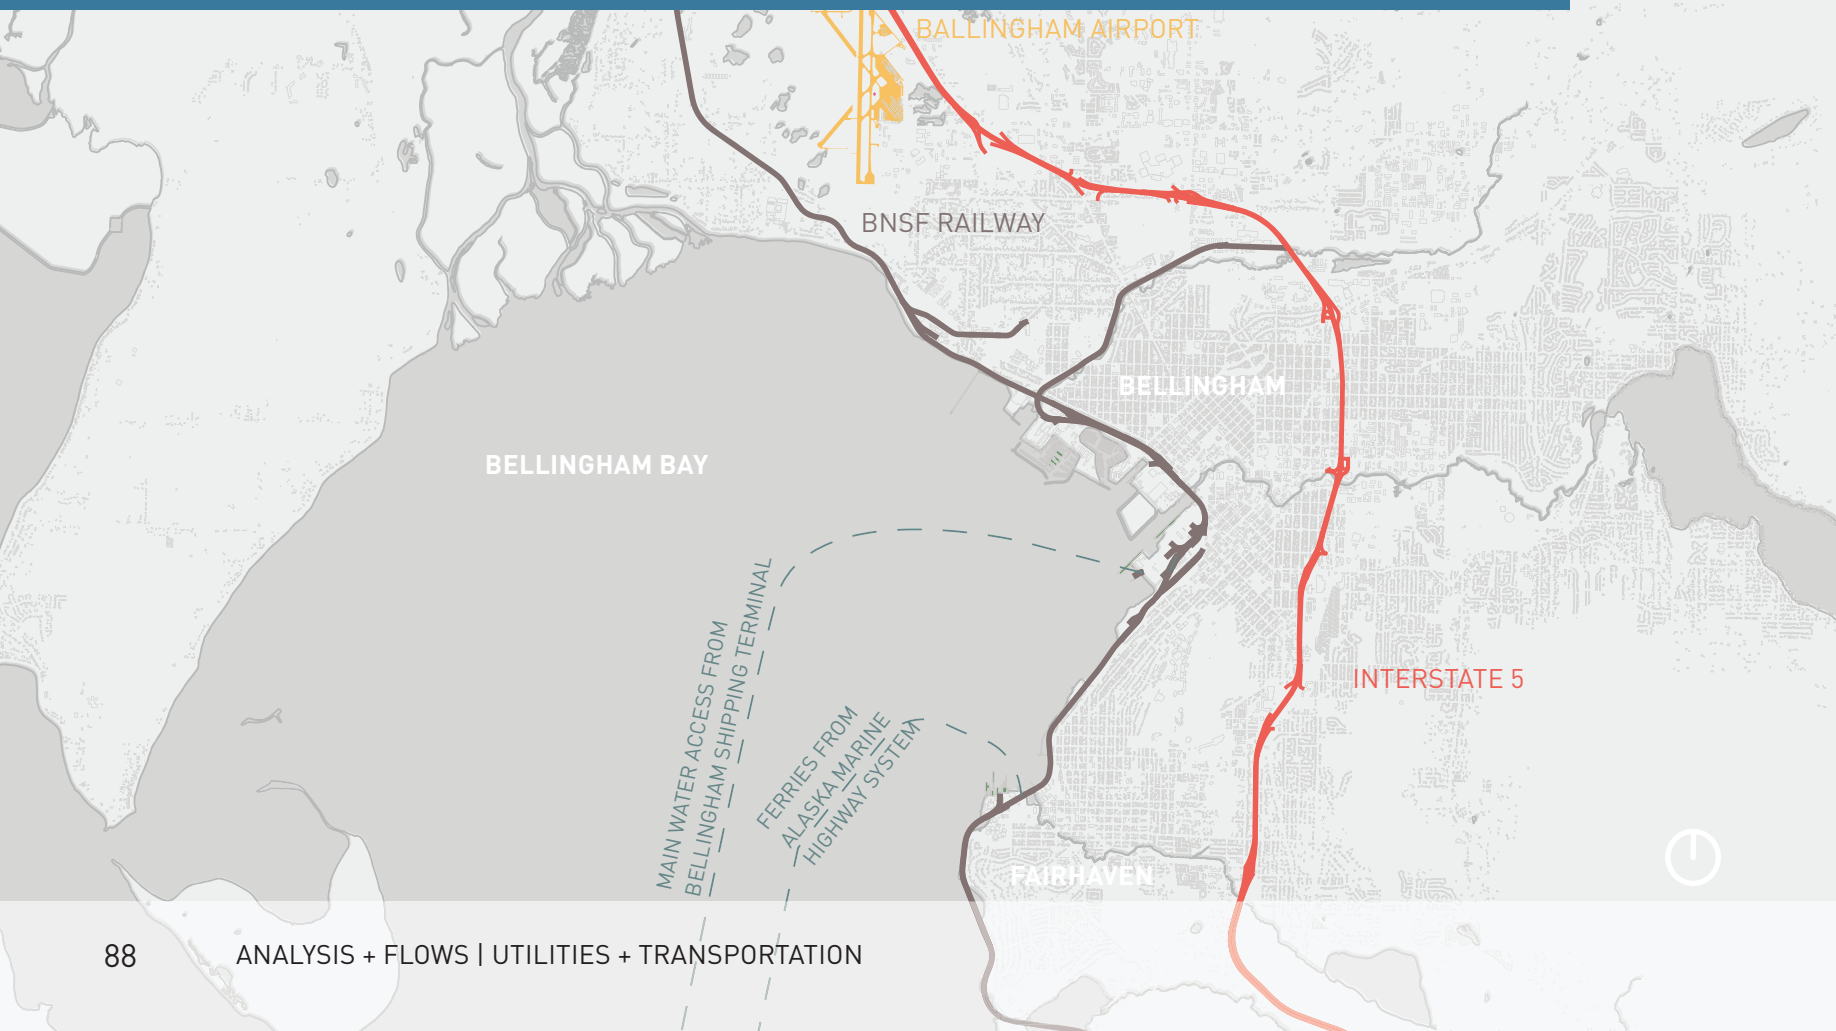 BALLINGHAM AIRPORT
BNSF RAILWAY
BELLINGHAM
BELLINGHAM BAY
MAIN WATER ACCESS FROM
BELLINGHAM SHIPPING TERMINAL
FERRIES FROM
ALASKA MARINE
HIGHWAY SYSTEM
INTERSTATE 5
FAIRHAVEN
88 ANALYSIS + FLOWS | UTILITIES + TRANSPORTATION